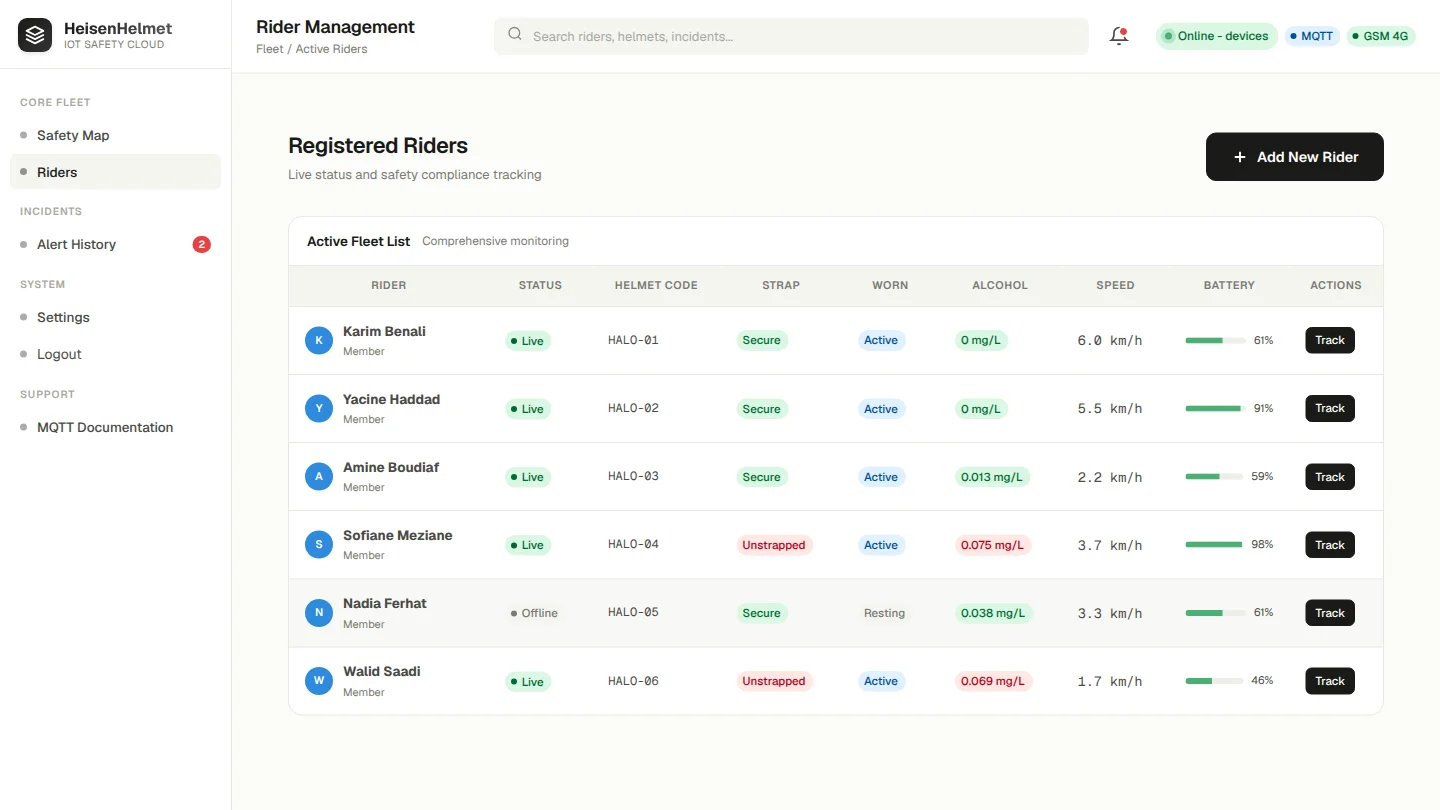 HeisenHelmet
IOT SAFETY CLOUD
CORE FLEET
Safety Map
Riders
INCIDENTS
Alert History 2
SYSTEM
Settings
Logout
SUPPORT
MQTT Documentation
Rider Management
Fleet / Active Riders
Search riders, helmets, incidents...
Online - devices MQTT GSM 4G
Registered Riders
Live status and safety compliance tracking
+ Add New Rider
Active Fleet List Comprehensive monitoring
RIDER STATUS HELMET CODE STRAP WORN ALCOHOL SPEED BATTERY ACTIONS
K Karim Benali Member Live HALO-01 Secure Active 0 mg/L 6.0 km/h 61% Track
Y Yacine Haddad Member Live HALO-02 Secure Active 0 mg/L 5.5 km/h 91% Track
A Amine Boudiaf Member Live HALO-03 Secure Active 0.013 mg/L 2.2 km/h 59% Track
S Sofiane Meziane Member Live HALO-04 Unstrapped Active 0.075 mg/L 3.7 km/h 98% Track
N Nadia Ferhat Member Offline HALO-05 Secure Resting 0.038 mg/L 3.3 km/h 61% Track
W Walid Saadi Member Live HALO-06 Unstrapped Active 0.069 mg/L 1.7 km/h 46% Track